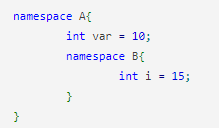 namespace A{
int var = 10;
namespace B{
int i = 15;
}
}